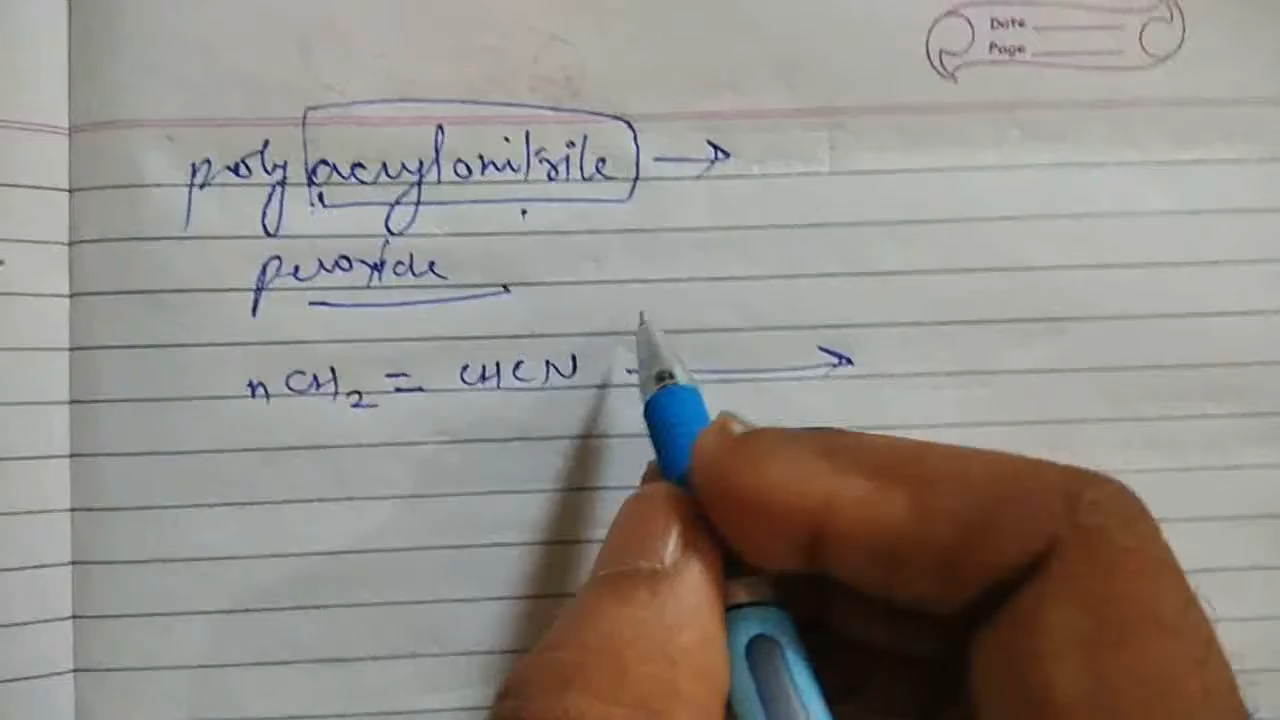 Date
Page
poly acrylonitrile →
peroxide
n CH₂ = CHCN →